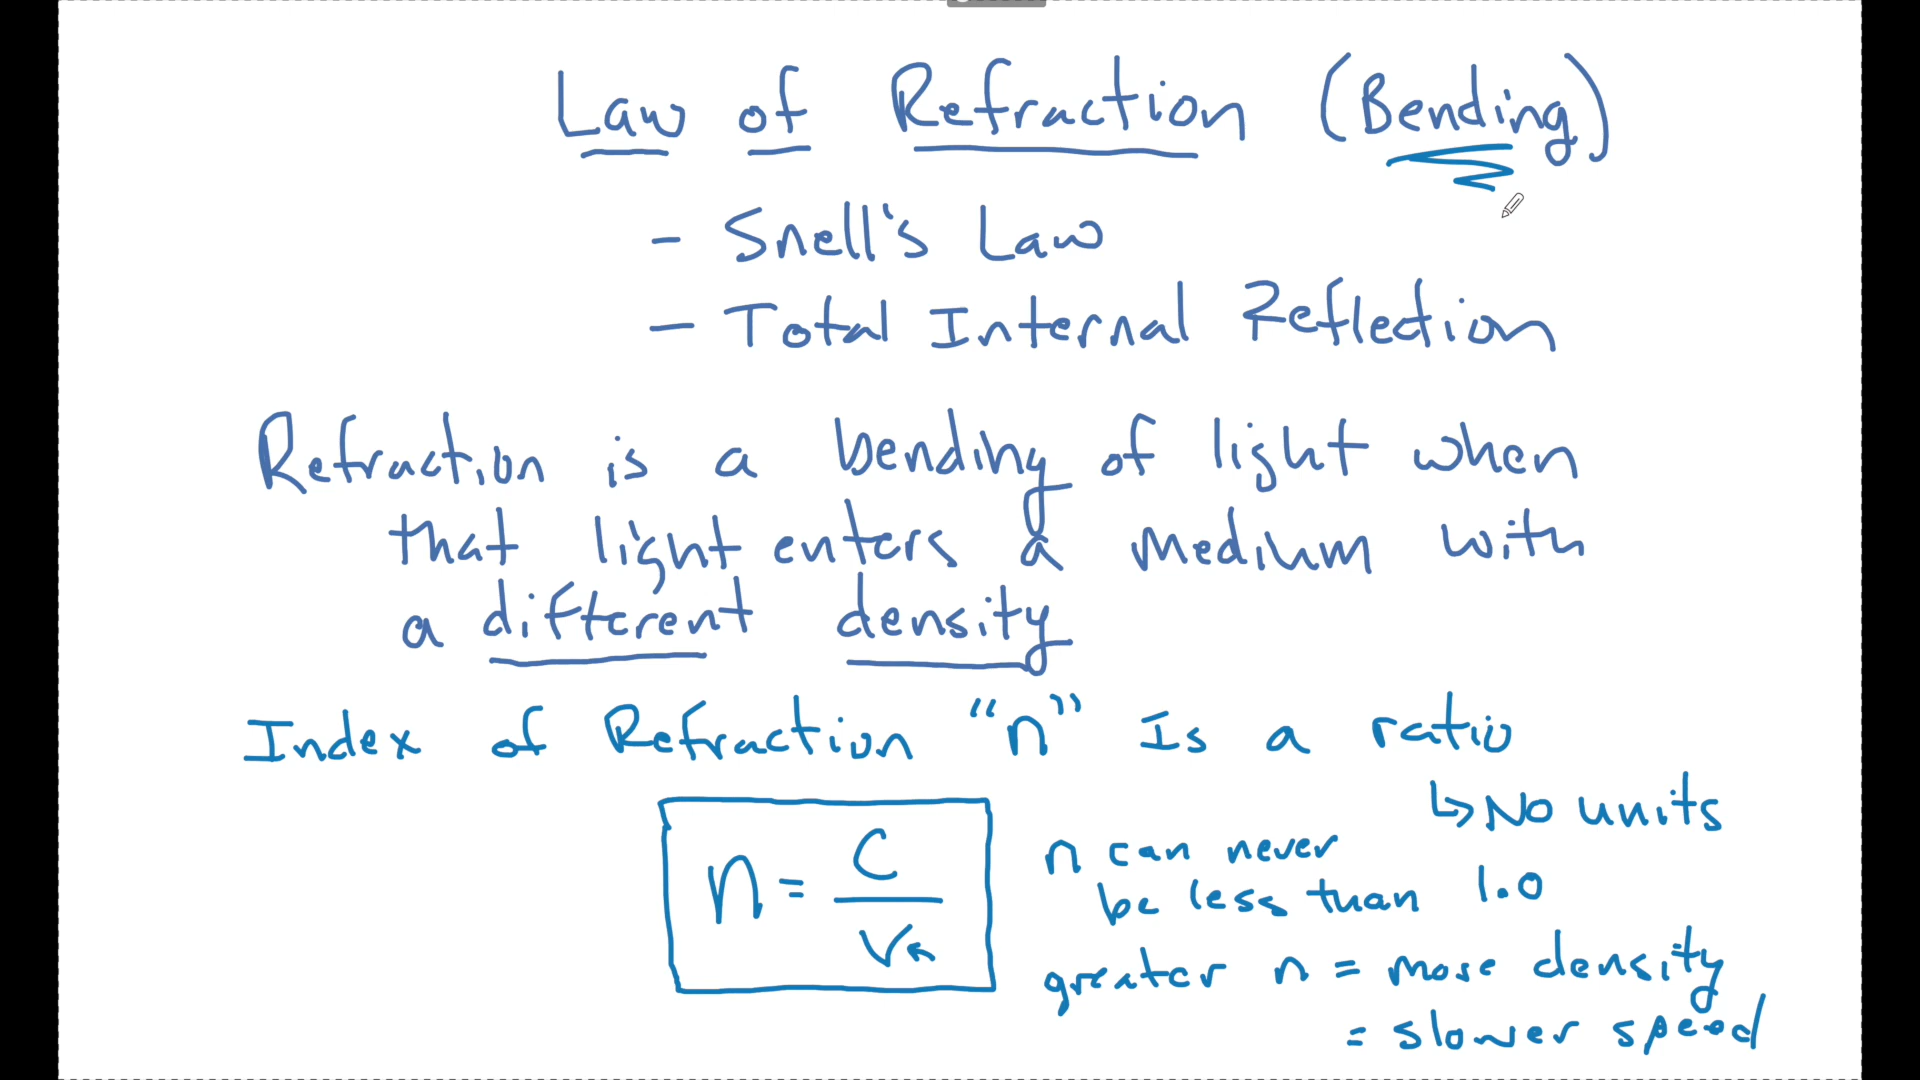 Law of Refraction (Bending)
- Snell's Law
- Total Internal Reflection
Refraction is a bending of light when
that light enters a medium with
a different density
Index of Refraction "n" Is a ratio
↳ No units
n = C / V
n can never
be less than 1.0
greater n = more density
= slower speed